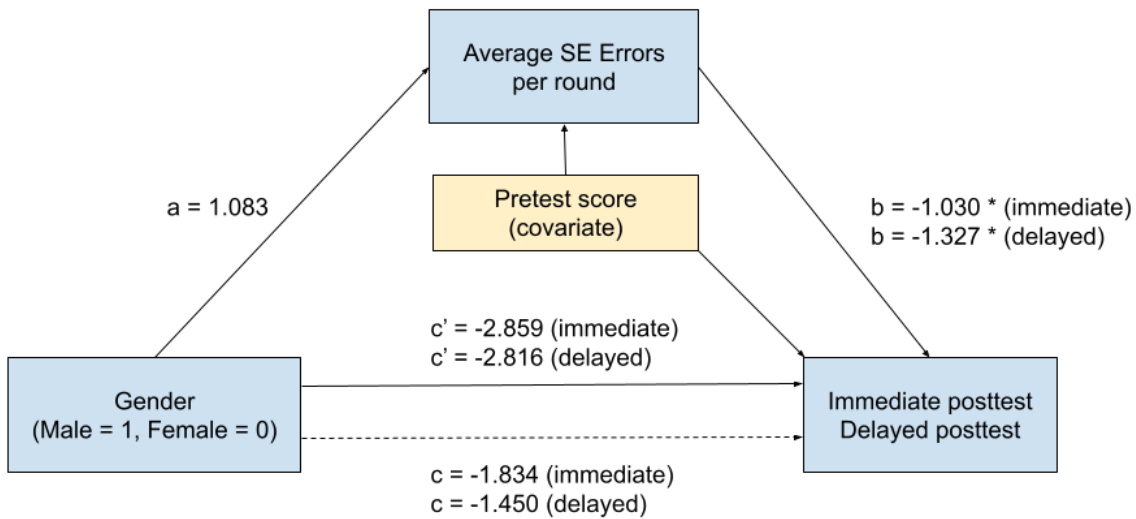 Average SE Errors
per round
Pretest score
(covariate)
a = 1.083
b = -1.030 * (immediate)
b = -1.327 * (delayed)
c’ = -2.859 (immediate)
c’ = -2.816 (delayed)
Gender
(Male = 1, Female = 0)
Immediate posttest
Delayed posttest
c = -1.834 (immediate)
c = -1.450 (delayed)